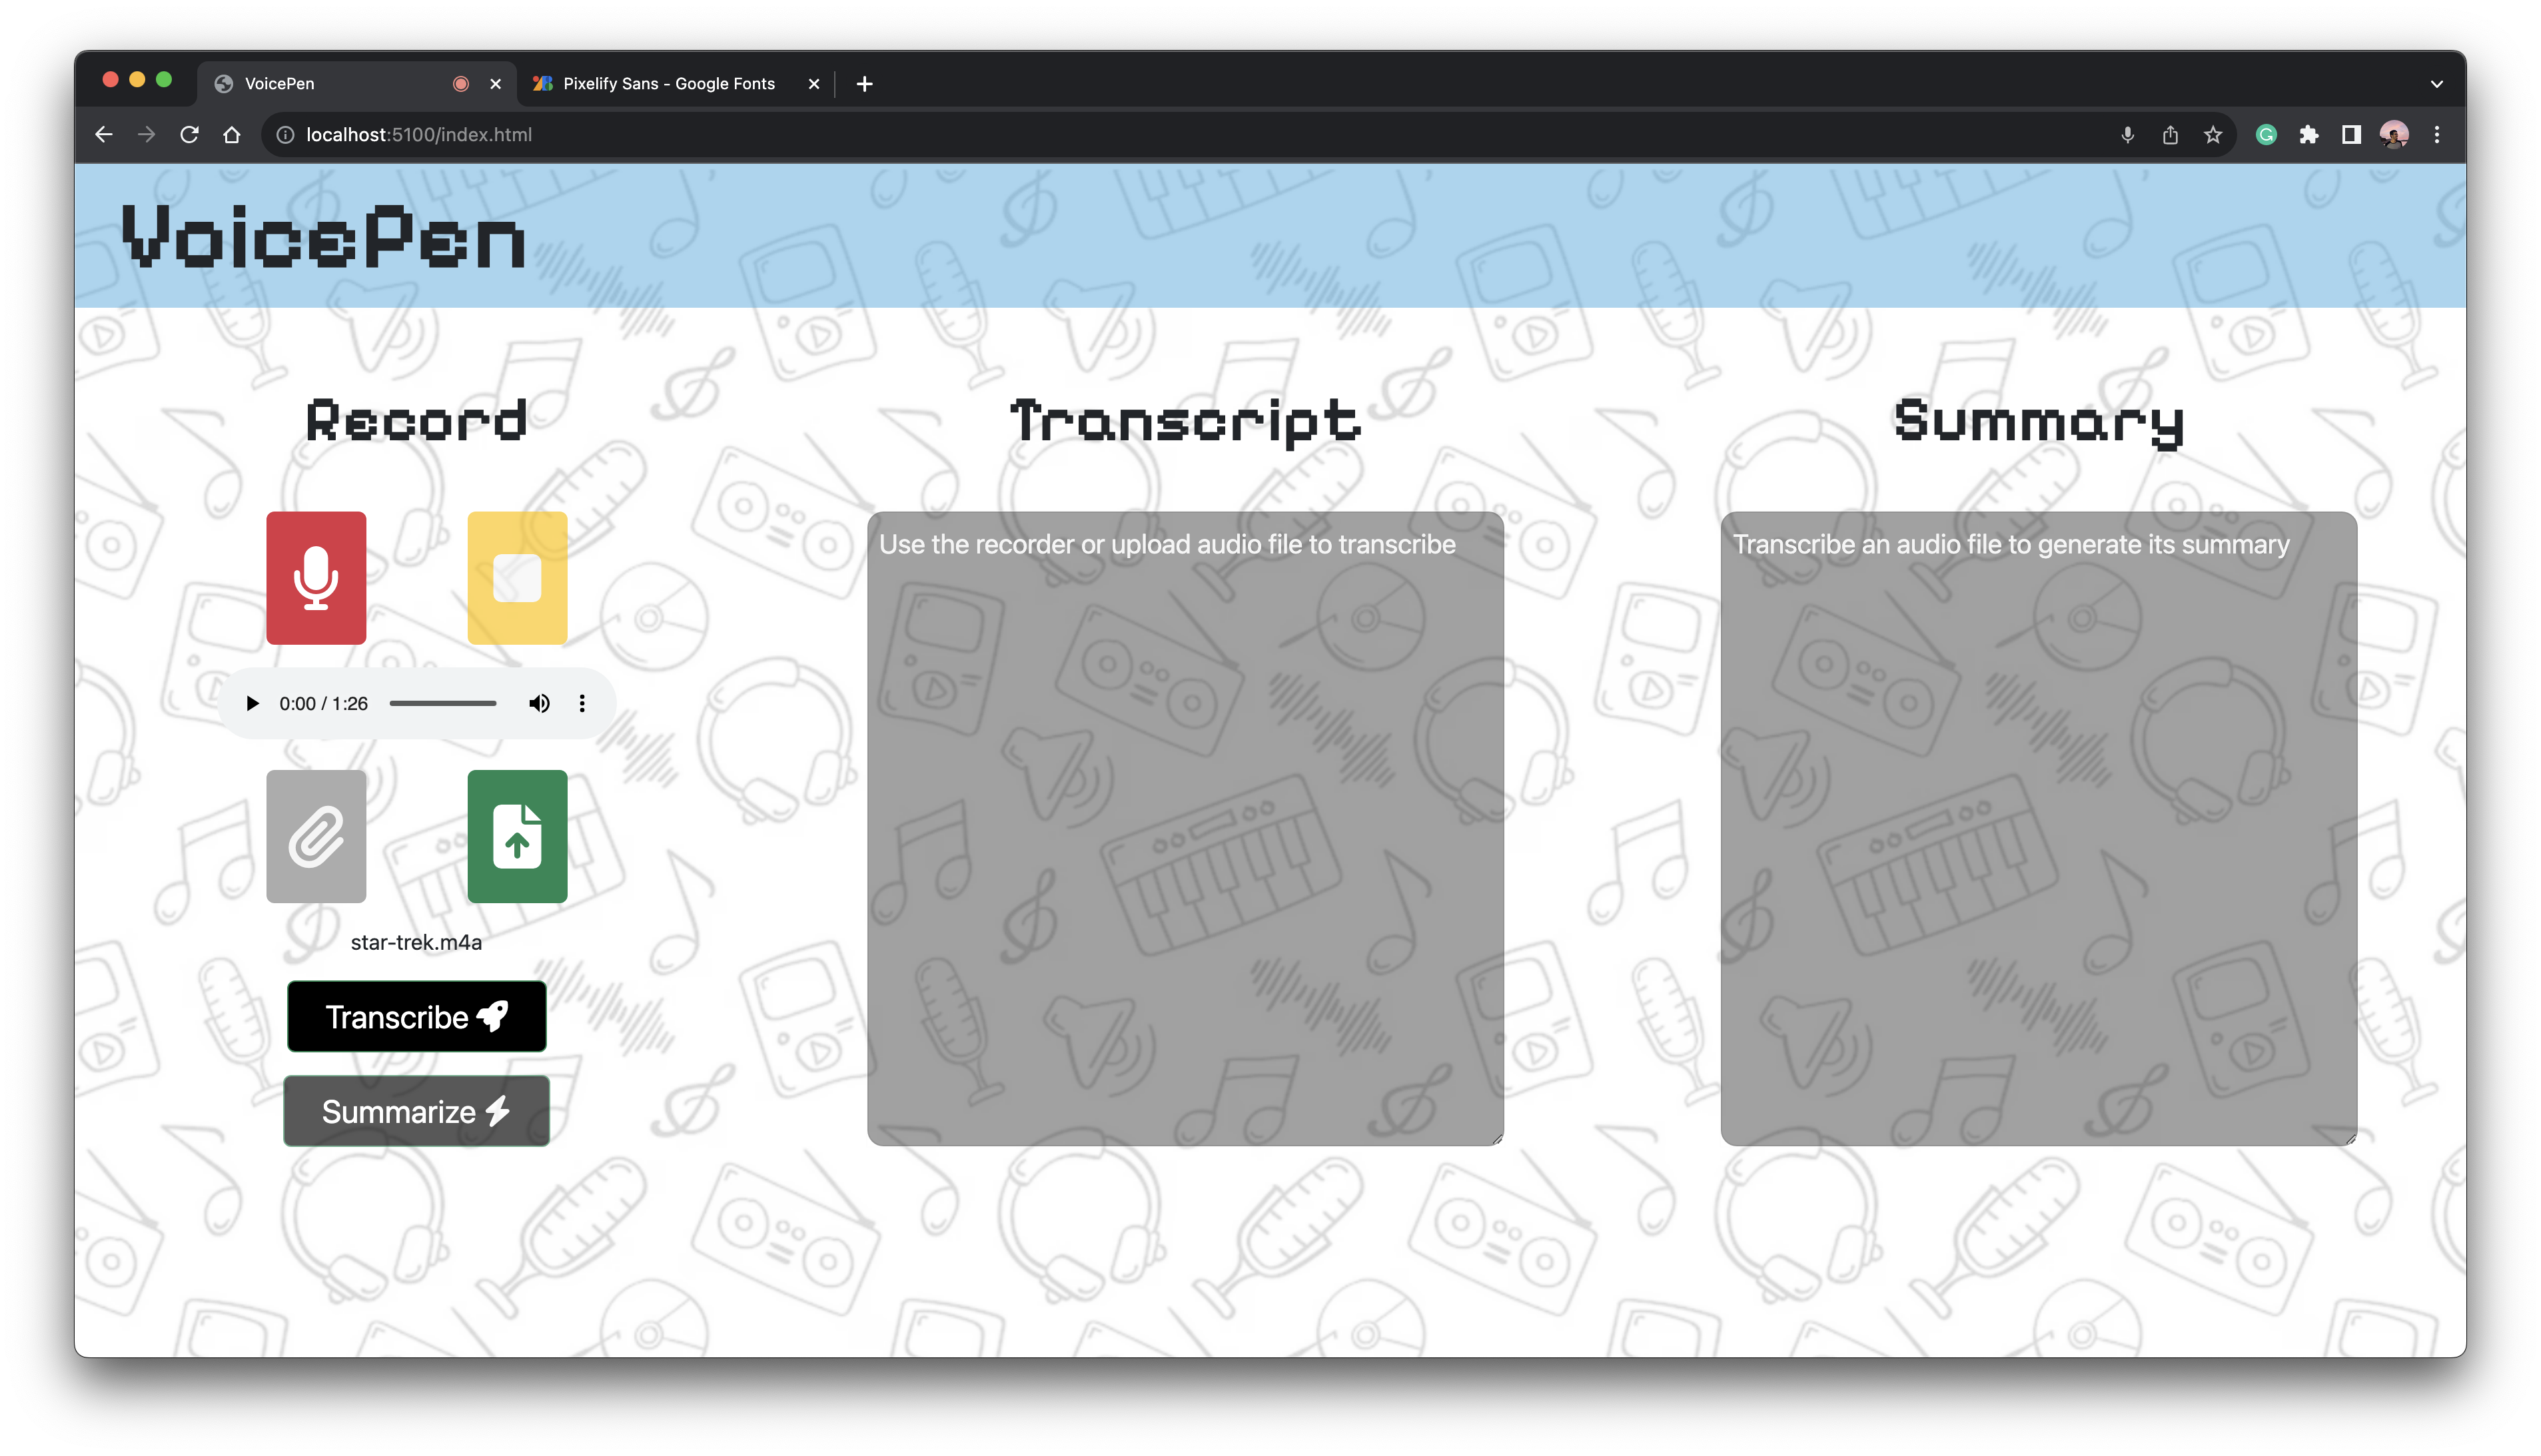 VoicePen
Pixelify Sans - Google Fonts
localhost:5100/index.html
VoicePen
Record
Transcript
Summary
Use the recorder or upload audio file to transcribe
Transcribe an audio file to generate its summary
0:00 / 1:26
star-trek.m4a
Transcribe
Summarize